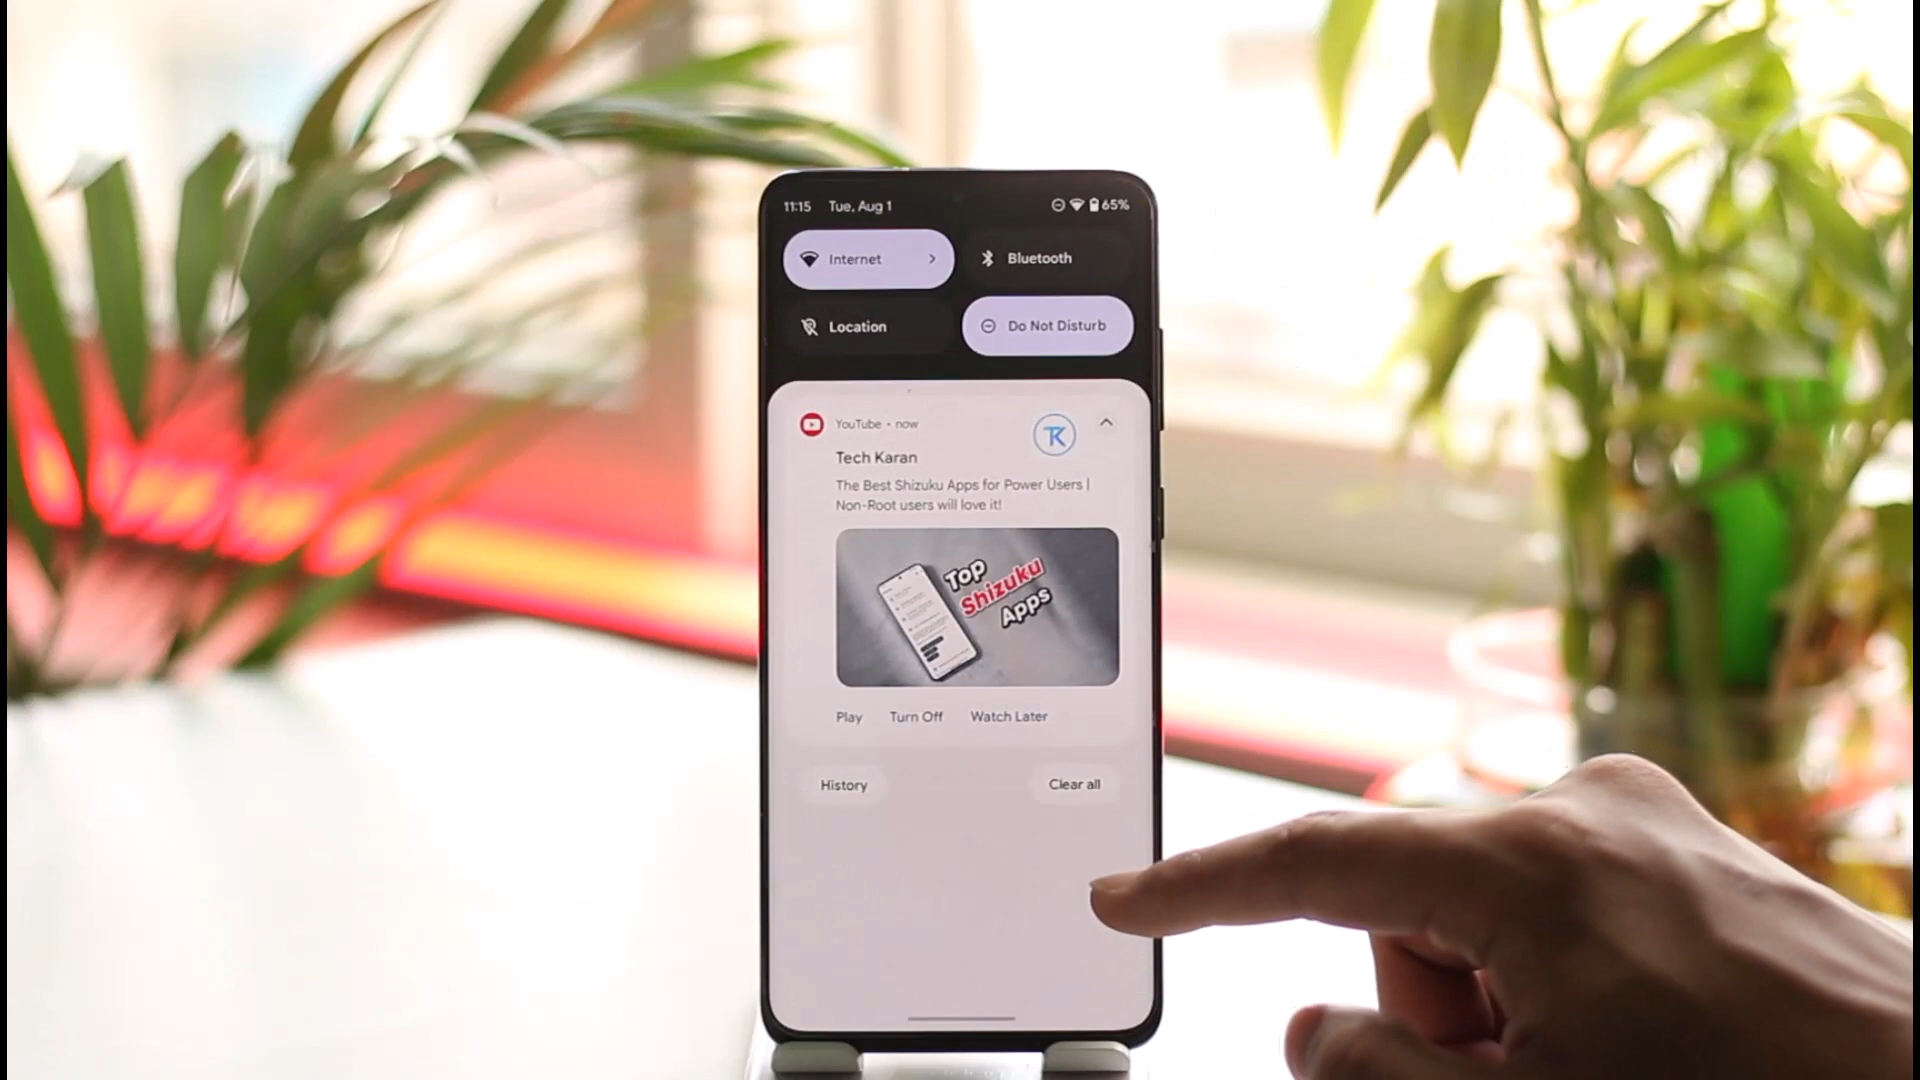 11:15 Tue, Aug 1 65%
Internet Bluetooth
Location Do Not Disturb
YouTube • now
TK
Tech Karan
The Best Shizuku Apps for Power Users |
Non-Root users will love it!
Top
Shizuku
Apps
Play Turn Off Watch Later
History Clear all